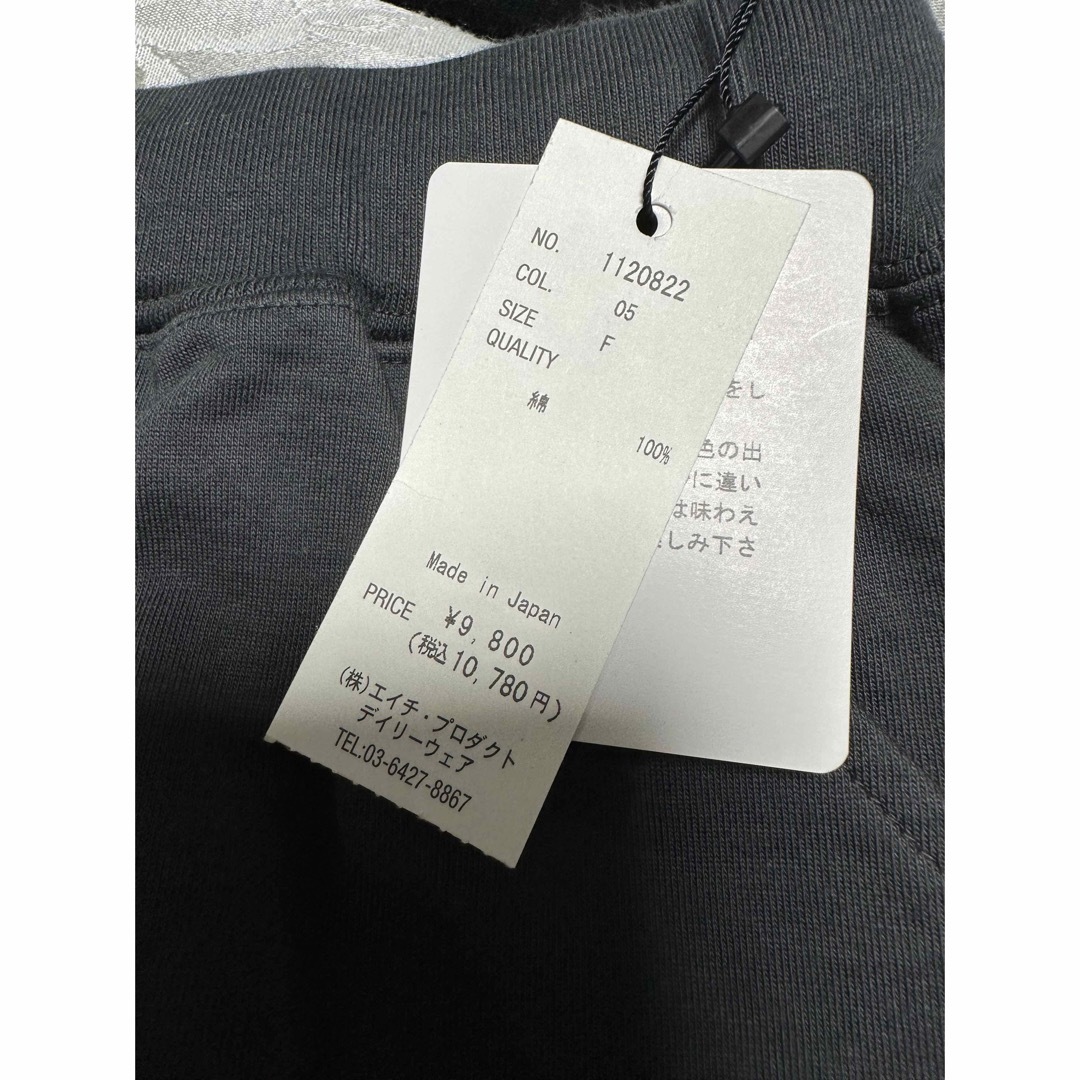 NO. 1120822
COL. 05
SIZE F
QUALITY
綿
100%
Made in Japan
PRICE ¥9,800
(税込10,780円)
(株)エイチ・プロダクト
デイリーウェア
TEL:03-6427-8867
をし
色の出
に違い
は味わえ
しみ下さ